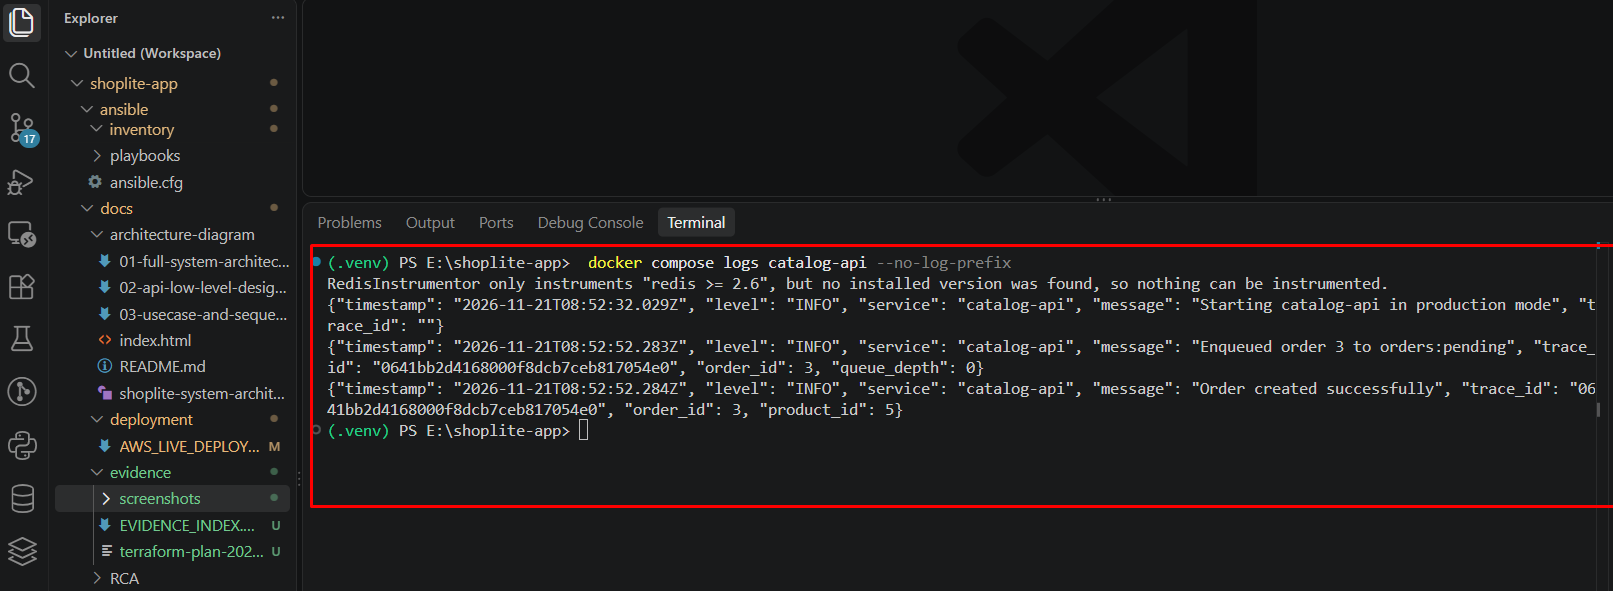 Explorer
Untitled (Workspace)
shoplite-app
ansible
inventory
playbooks
ansible.cfg
docs
architecture-diagram
01-full-system-architec...
02-api-low-level-desig...
03-usecase-and-seque...
index.html
README.md
shoplite-system-archit...
deployment
AWS_LIVE_DEPLOY... M
evidence
screenshots
EVIDENCE_INDEX.... U
terraform-plan-202... U
RCA
17
Problems Output Ports Debug Console Terminal
(.venv) PS E:\shoplite-app> docker compose logs catalog-api --no-log-prefix
RedisInstrumentor only instruments "redis >= 2.6", but no installed version was found, so nothing can be instrumented.
{"timestamp": "2026-11-21T08:52:32.029Z", "level": "INFO", "service": "catalog-api", "message": "Starting catalog-api in production mode", "t
race_id": ""}
{"timestamp": "2026-11-21T08:52:52.283Z", "level": "INFO", "service": "catalog-api", "message": "Enqueued order 3 to orders:pending", "trace_
id": "0641bb2d4168000f8dcb7ceb817054e0", "order_id": 3, "queue_depth": 0}
{"timestamp": "2026-11-21T08:52:52.284Z", "level": "INFO", "service": "catalog-api", "message": "Order created successfully", "trace_id": "06
41bb2d4168000f8dcb7ceb817054e0", "order_id": 3, "product_id": 5}
(.venv) PS E:\shoplite-app>